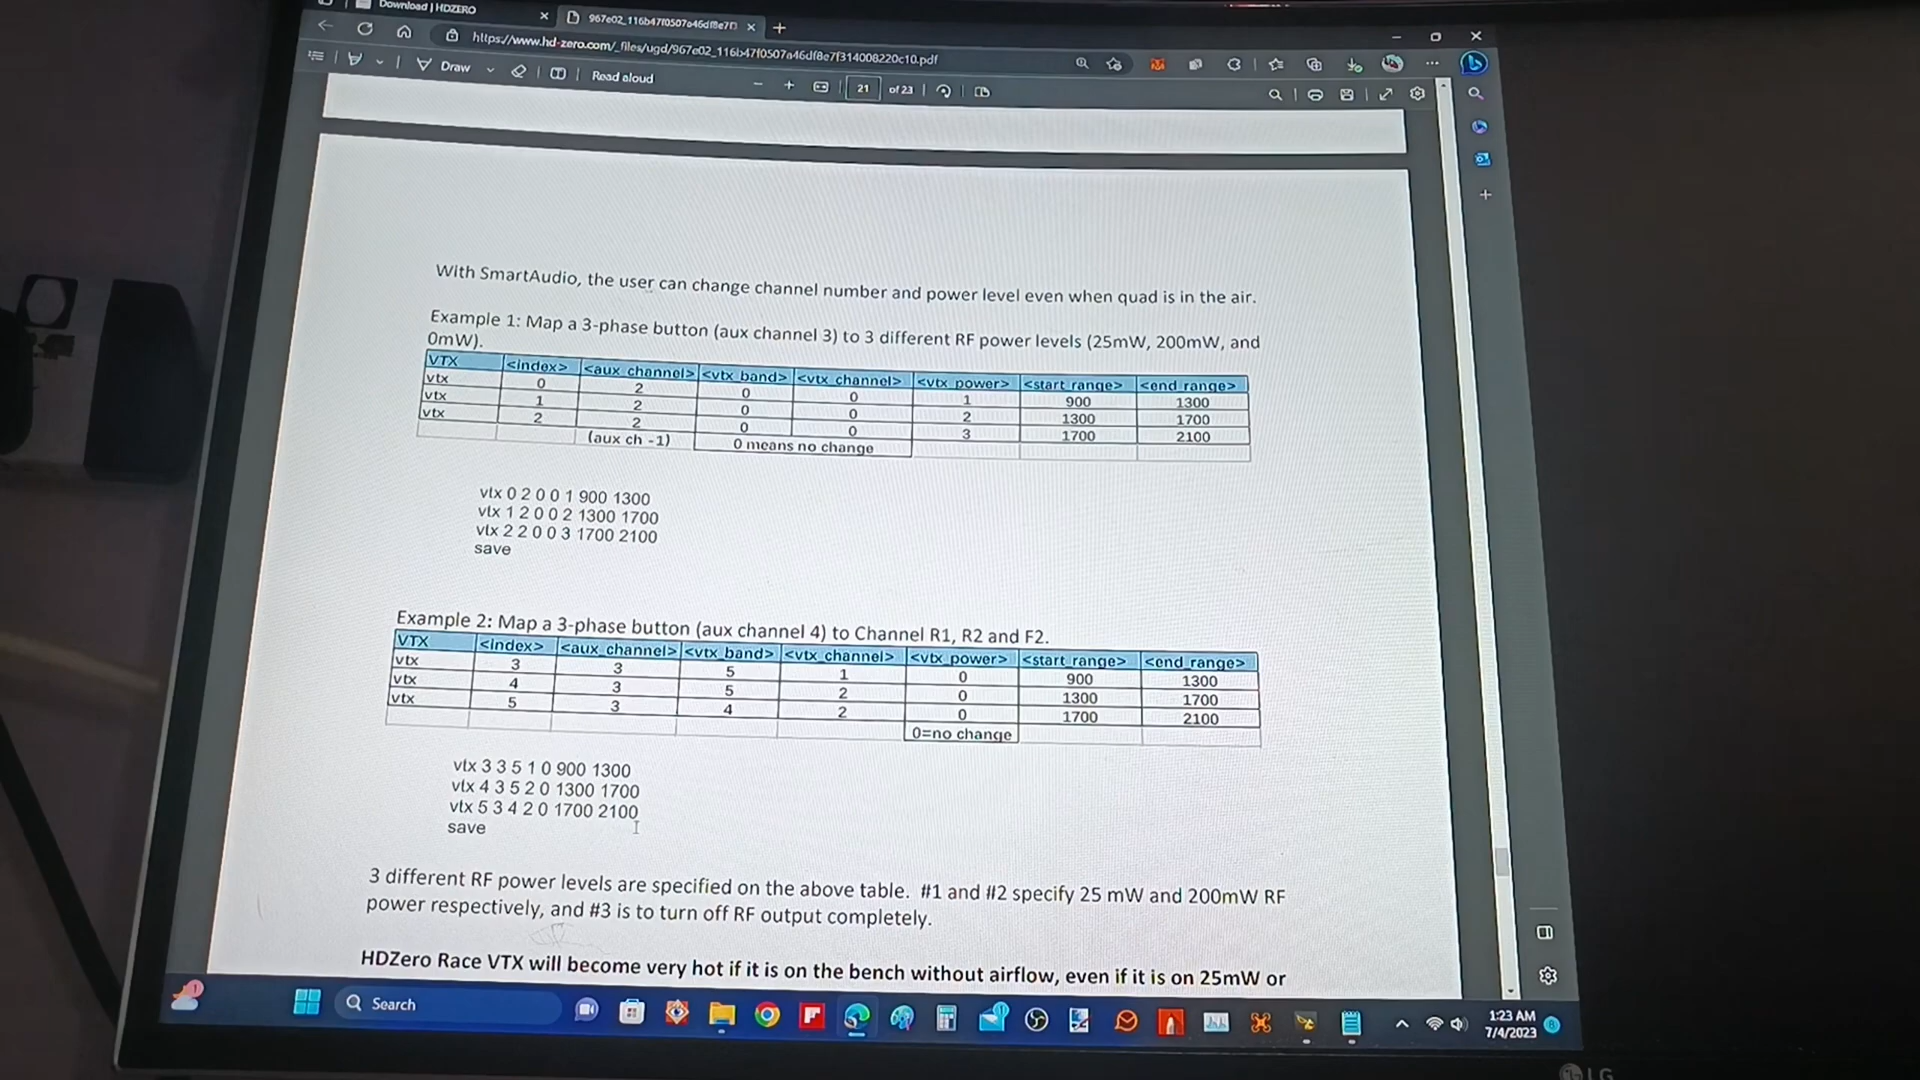 Download | HDZERO
967e02_116b47f0507a46df8e7f
https://www.hd-zero.com/_files/ugd/967e02_116b47f0507a46df8e7f314008220c10.pdf
Draw
Read aloud
21 of 23
With SmartAudio, the user can change channel number and power level even when quad is in the air.
Example 1: Map a 3-phase button (aux channel 3) to 3 different RF power levels (25mW, 200mW, and
0mW).
VTX <index> <aux_channel> <vtx_band> <vtx_channel> <vtx_power> <start_range> <end_range>
vtx 0 2 0 0 1 900 1300
vtx 1 2 0 0 2 1300 1700
vtx 2 2 0 0 3 1700 2100
(aux ch -1) 0 means no change
vtx 0 2 0 0 1 900 1300
vtx 1 2 0 0 2 1300 1700
vtx 2 2 0 0 3 1700 2100
save
Example 2: Map a 3-phase button (aux channel 4) to Channel R1, R2 and F2.
VTX <index> <aux_channel> <vtx_band> <vtx_channel> <vtx_power> <start_range> <end_range>
vtx 3 3 5 1 0 900 1300
vtx 4 3 5 2 0 1300 1700
vtx 5 3 4 2 0 1700 2100
0=no change
vtx 3 3 5 1 0 900 1300
vtx 4 3 5 2 0 1300 1700
vtx 5 3 4 2 0 1700 2100
save
3 different RF power levels are specified on the above table. #1 and #2 specify 25 mW and 200mW RF
power respectively, and #3 is to turn off RF output completely.
HDZero Race VTX will become very hot if it is on the bench without airflow, even if it is on 25mW or
Search
1:23 AM
7/4/2023
LG